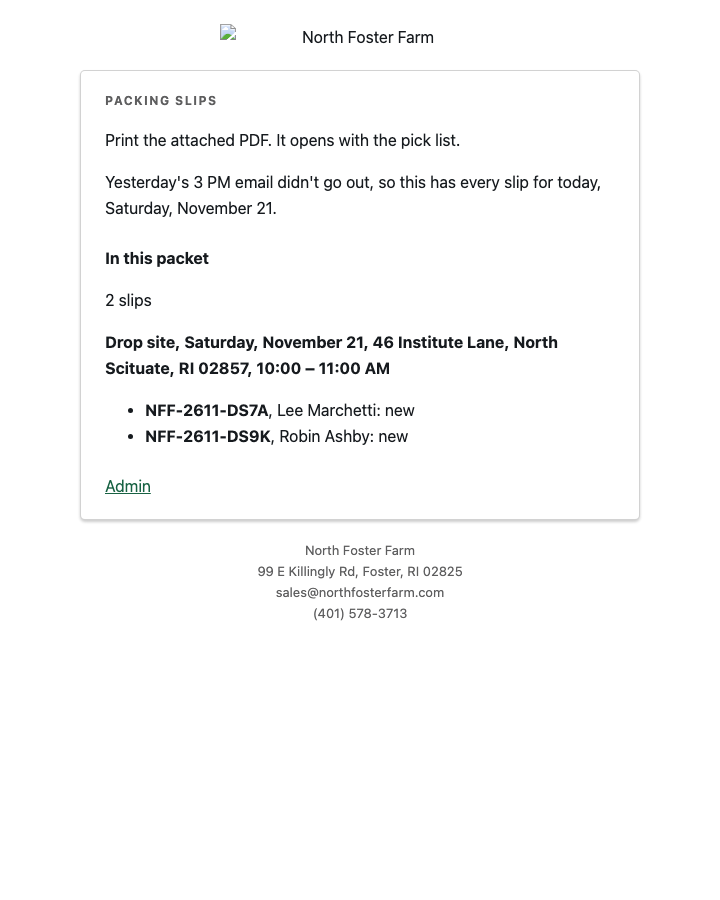 North Foster Farm
PACKING SLIPS
Print the attached PDF. It opens with the pick list.
Yesterday's 3 PM email didn't go out, so this has every slip for today,
Saturday, November 21.
In this packet
2 slips
Drop site, Saturday, November 21, 46 Institute Lane, North
Scituate, RI 02857, 10:00 – 11:00 AM
• NFF-2611-DS7A, Lee Marchetti: new
• NFF-2611-DS9K, Robin Ashby: new
Admin
North Foster Farm
99 E Killingly Rd, Foster, RI 02825
sales@northfosterfarm.com
(401) 578-3713